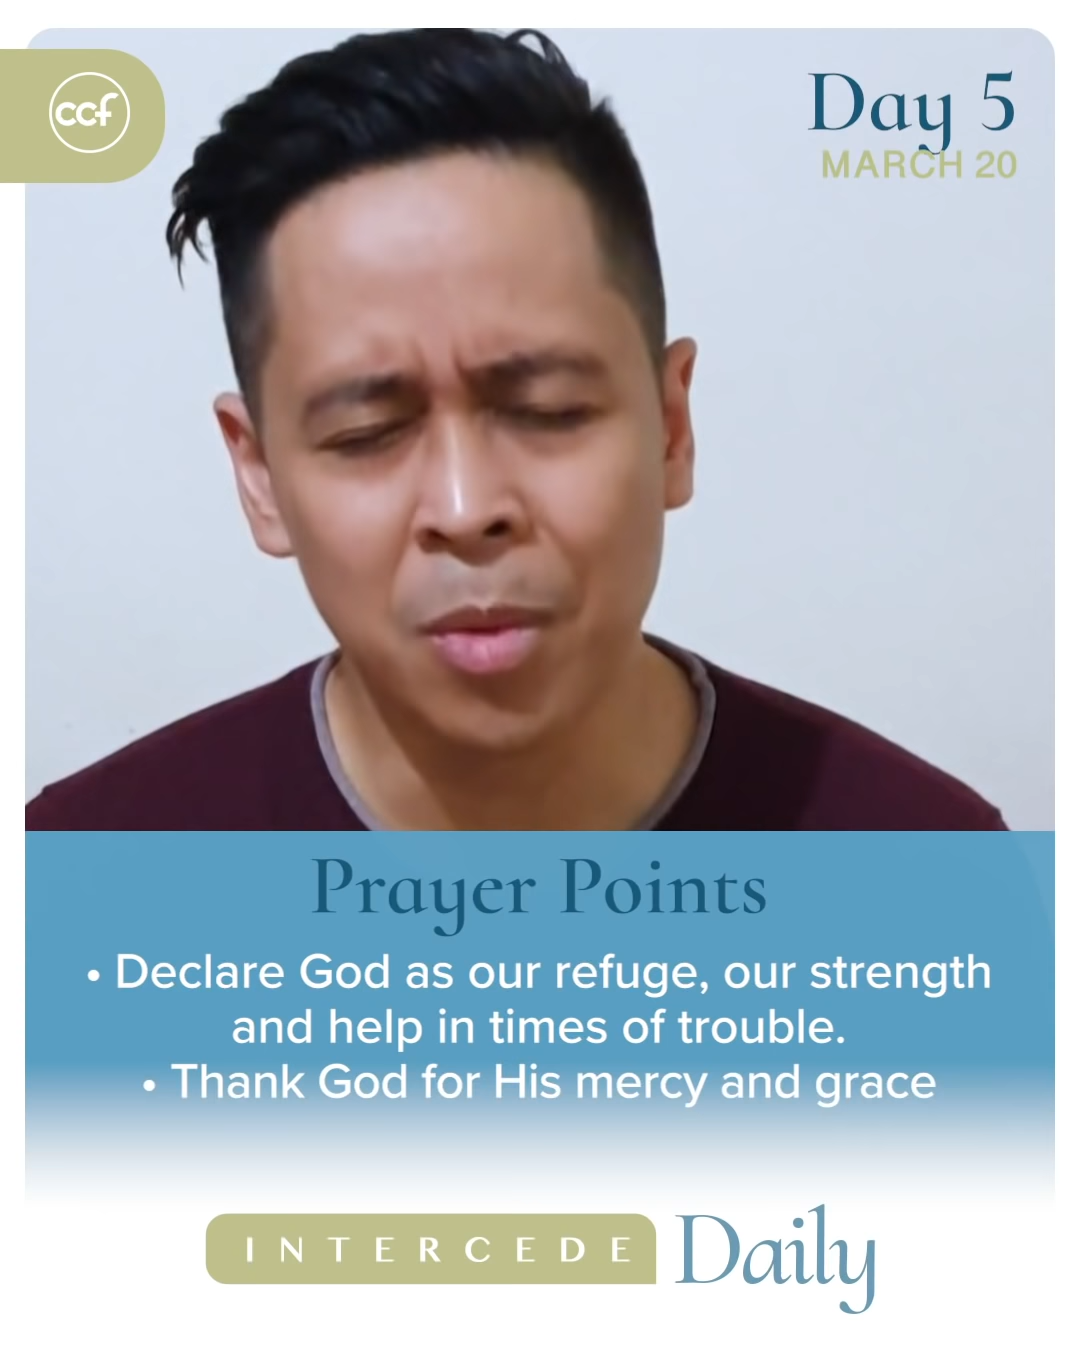 ccf
Day 5
MARCH 20
Prayer Points
• Declare God as our refuge, our strength
and help in times of trouble.
• Thank God for His mercy and grace
INTERCEDE Daily